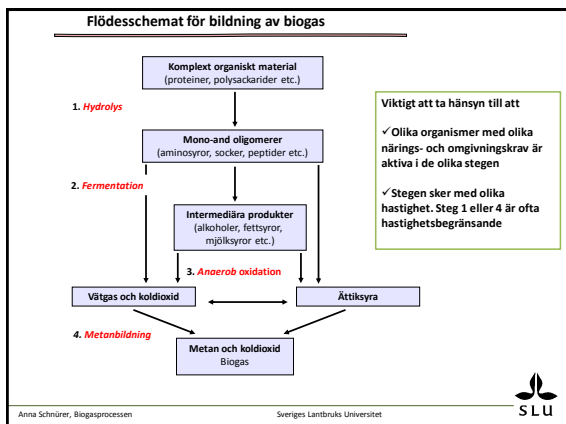 Flödesschemat för bildning av biogas
Komplext organiskt material
(proteiner, polysackarider etc.)
1. Hydrolys
Mono-and oligomerer
(aminosyror, socker, peptider etc.)
2. Fermentation
Intermediära produkter
(alkoholer, fettsyror,
mjölksyror etc.)
3. Anaerob oxidation
Vätgas och koldioxid
Ättiksyra
4. Metanbildning
Metan och koldioxid
Biogas
Viktigt att ta hänsyn till att
✓Olika organismer med olika
närings- och omgivningskrav är
aktiva i de olika stegen
✓Stegen sker med olika
hastighet. Steg 1 eller 4 är ofta
hastighetsbegränsande
Anna Schnürer, Biogasprocessen
Sveriges Lantbruks Universitet
SLU